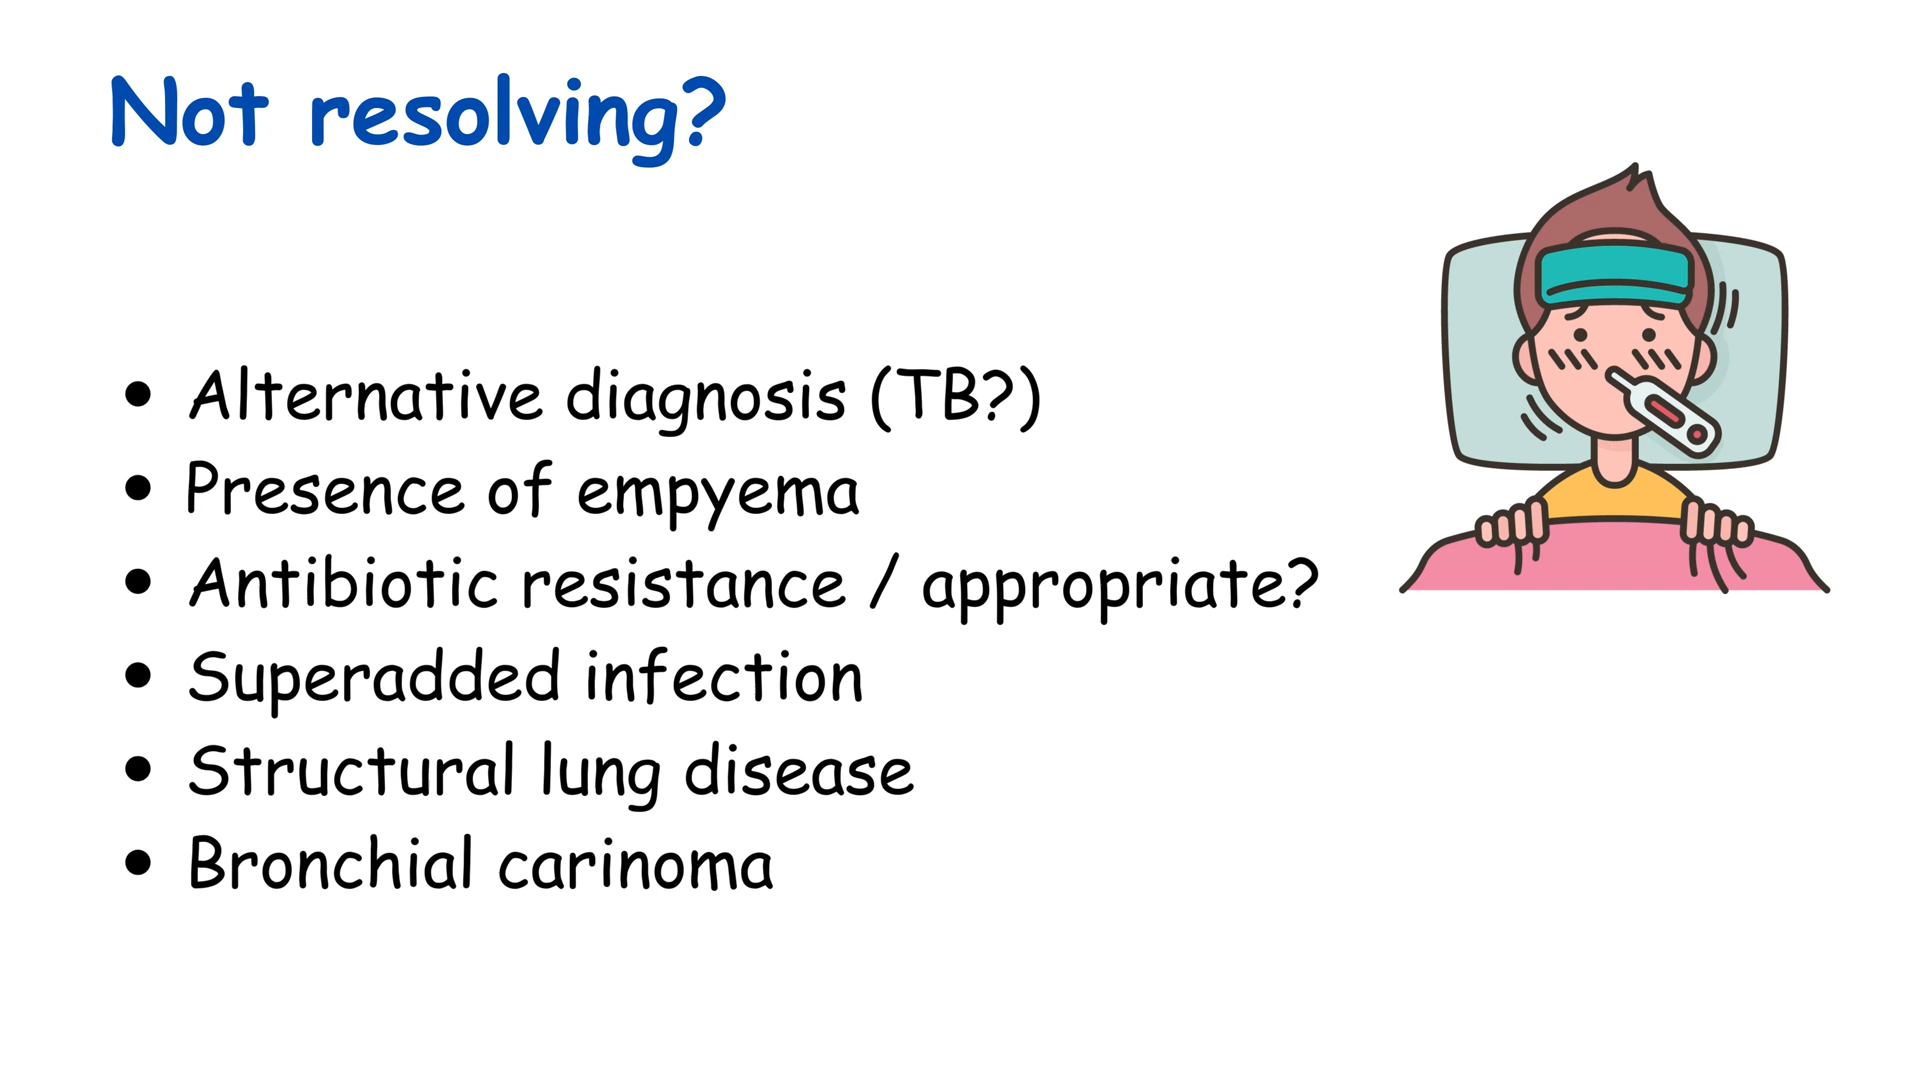 Not resolving?
• Alternative diagnosis (TB?)
• Presence of empyema
• Antibiotic resistance / appropriate?
• Superadded infection
• Structural lung disease
• Bronchial carinoma